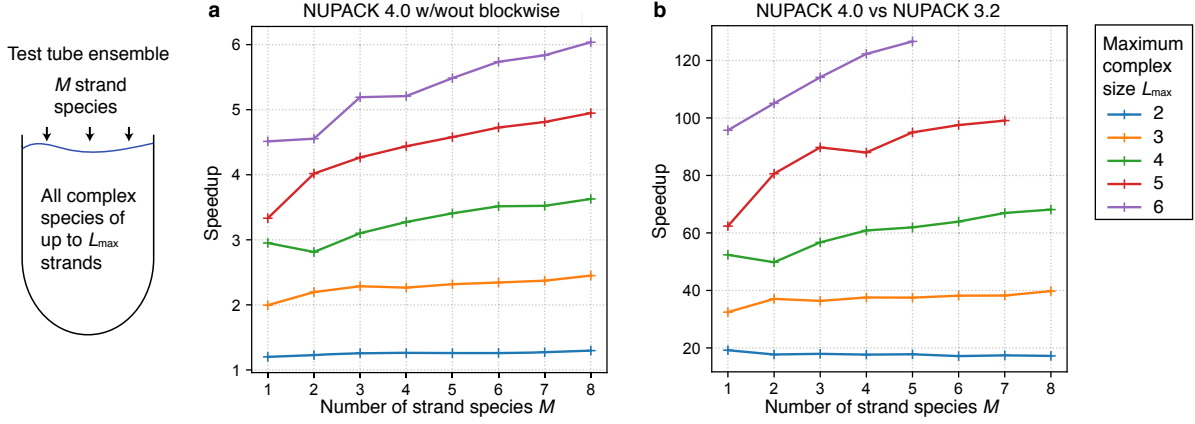 Test tube ensemble
M strand
species
All complex
species of
up to Lmax
strands
a
NUPACK 4.0 w/wout blockwise
Speedup
6
5
4
3
2
1
1 2 3 4 5 6 7 8
Number of strand species M
b
NUPACK 4.0 vs NUPACK 3.2
Speedup
120
100
80
60
40
20
1 2 3 4 5 6 7 8
Number of strand species M
Maximum
complex
size Lmax
2
3
4
5
6